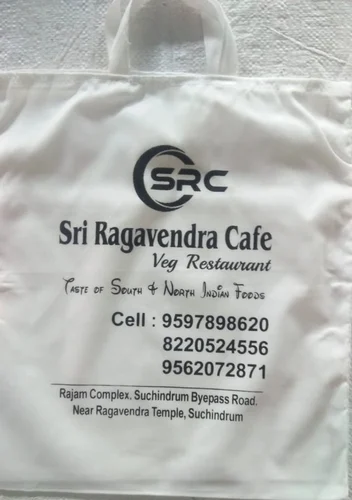 SRC
Sri Ragavendra Cafe
Veg Restaurant
Taste of South & North Indian Foods
Cell : 9597898620
8220524556
9562072871
Rajam Complex. Suchindrum Byepass Road.
Near Ragavendra Temple, Suchindrum